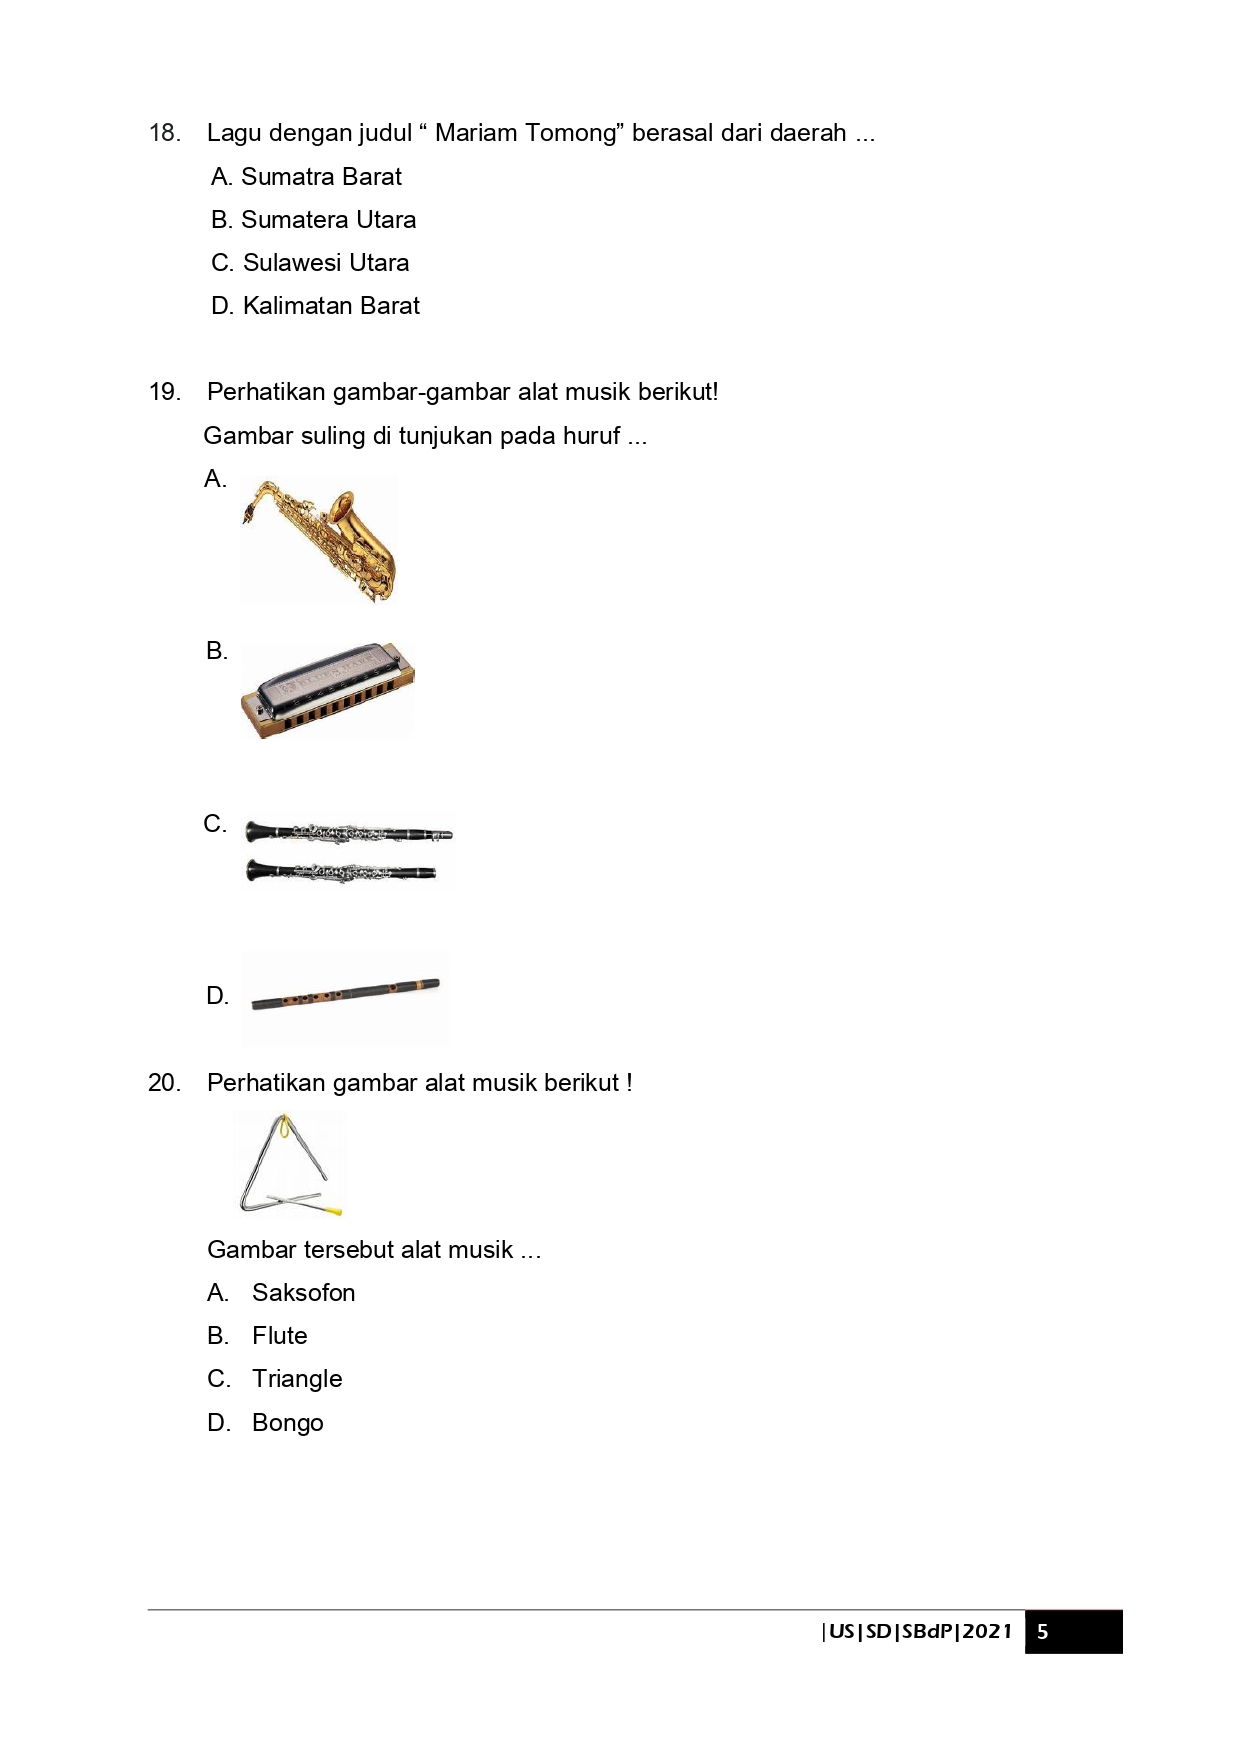 18. Lagu dengan judul “ Mariam Tomong” berasal dari daerah ...
A. Sumatra Barat
B. Sumatera Utara
C. Sulawesi Utara
D. Kalimatan Barat
19. Perhatikan gambar-gambar alat musik berikut!
Gambar suling di tunjukan pada huruf ...
A.
B.
C.
D.
20. Perhatikan gambar alat musik berikut !
Gambar tersebut alat musik ...
A. Saksofon
B. Flute
C. Triangle
D. Bongo
|US|SD|SBdP|2021 5